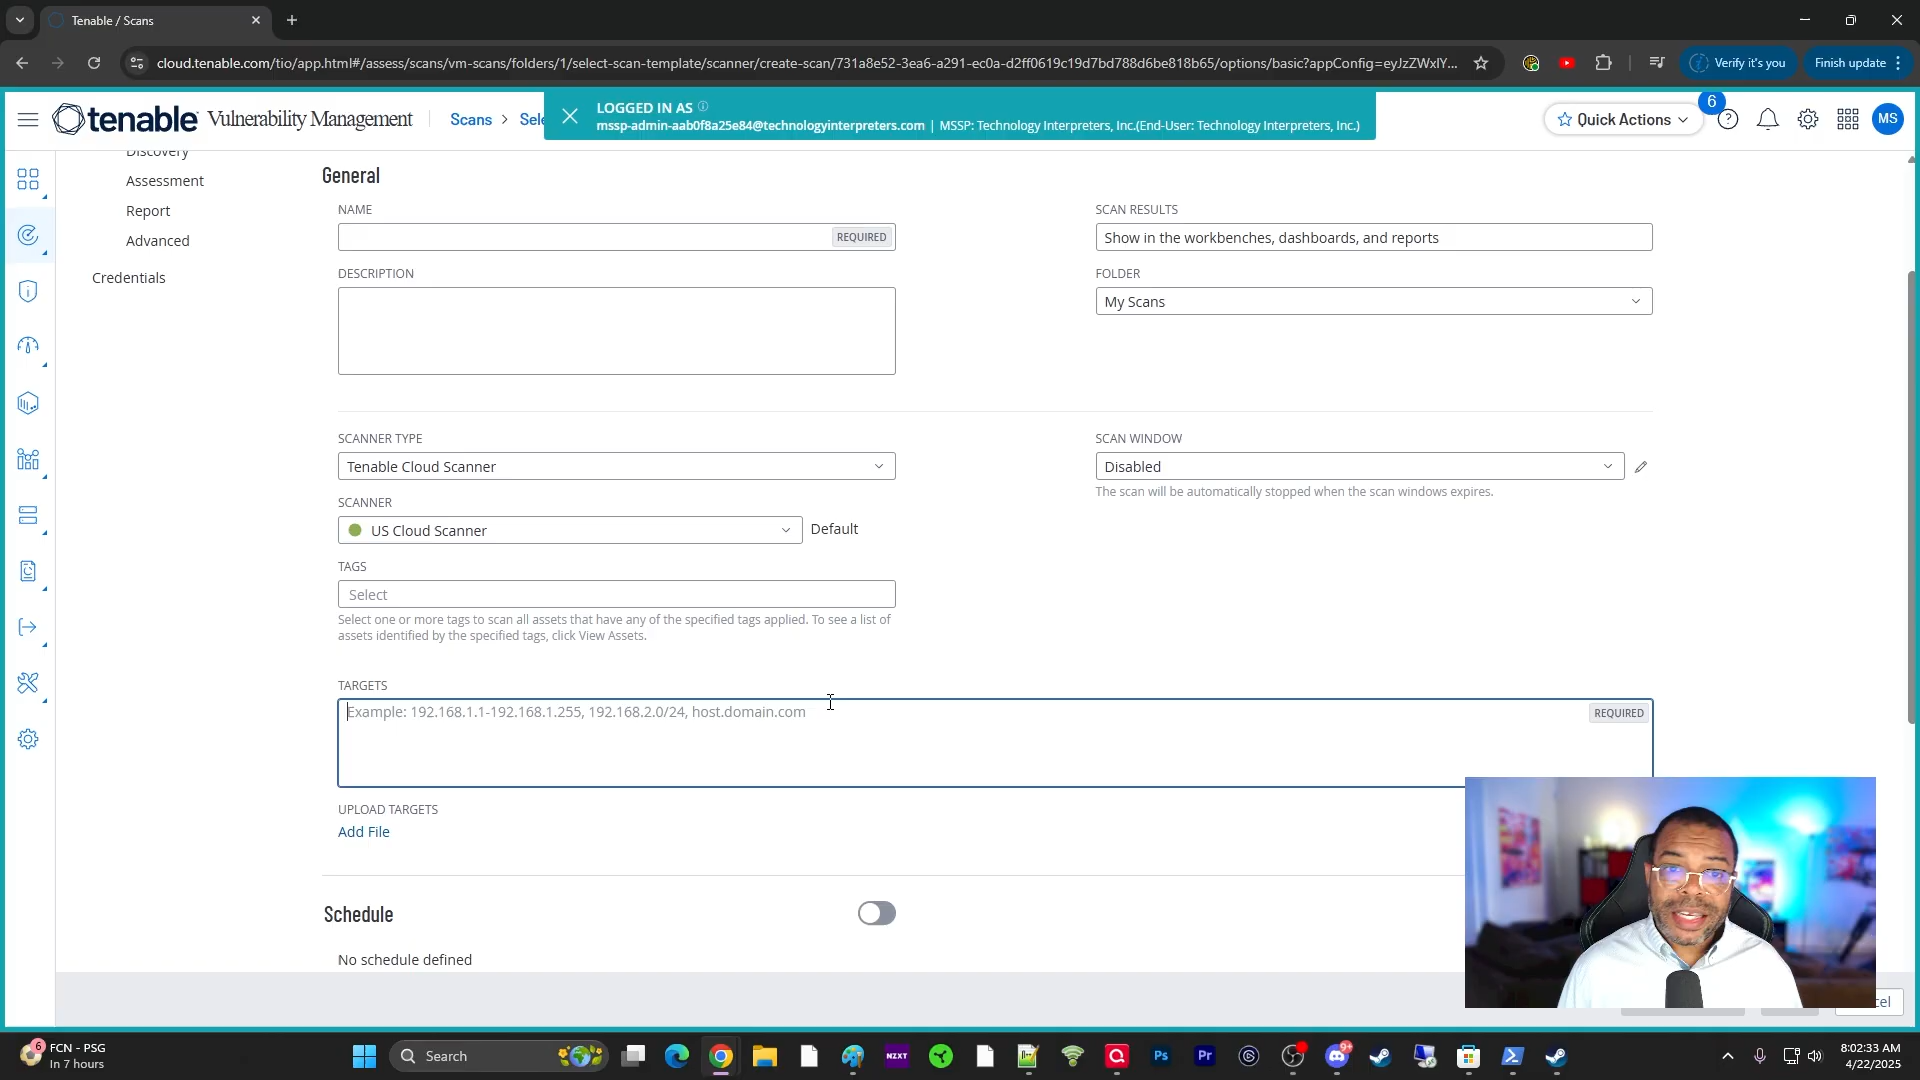 Tenable / Scans
cloud.tenable.com/tio/app.html#/assess/scans/vm-scans/folders/1/select-scan-template/scanner/create-scan/731a8e52-3ea6-a291-ec0a-d2ff0619c19d7bd788d6be818b65/options/basic?appConfig=eyJzZWxlY...
Verify it's you
Finish update
tenable Vulnerability Management
Scans > Sele
LOGGED IN AS
mssp-admin-aab0f8a25e84@technologyinterpreters.com | MSSP: Technology Interpreters, Inc.(End-User: Technology Interpreters, Inc.)
Quick Actions
6
MS
Discovery
Assessment
Report
Advanced
Credentials
General
NAME
REQUIRED
DESCRIPTION
SCAN RESULTS
Show in the workbenches, dashboards, and reports
FOLDER
My Scans
SCANNER TYPE
Tenable Cloud Scanner
SCANNER
US Cloud Scanner
Default
TAGS
Select
Select one or more tags to scan all assets that have any of the specified tags applied. To see a list of
assets identified by the specified tags, click View Assets.
SCAN WINDOW
Disabled
The scan will be automatically stopped when the scan windows expires.
TARGETS
Example: 192.168.1.1-192.168.1.255, 192.168.2.0/24, host.domain.com
REQUIRED
UPLOAD TARGETS
Add File
Schedule
No schedule defined
cel
6
FCN - PSG
In 7 hours
Search
NZXT
Ps
Pr
9+
8:02:33 AM
4/22/2025